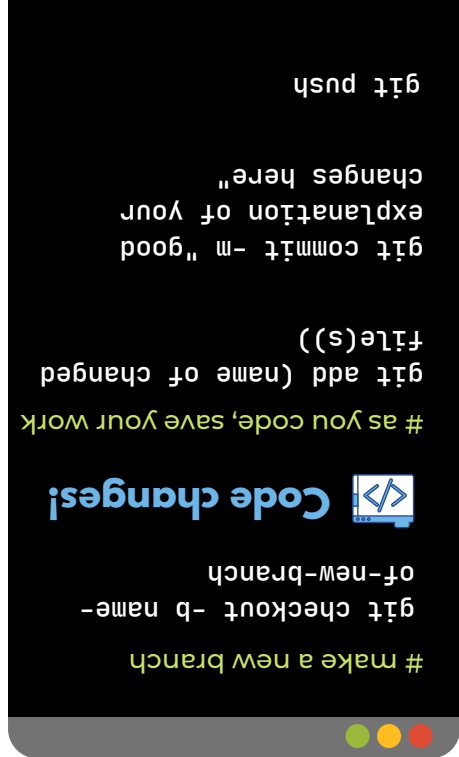 # make a new branch
git checkout -b name-
of-new-branch
Code changes!
# as you code, save your work
git add (name of changed
file(s))
git commit -m "good
explanation of your
changes here"
git push